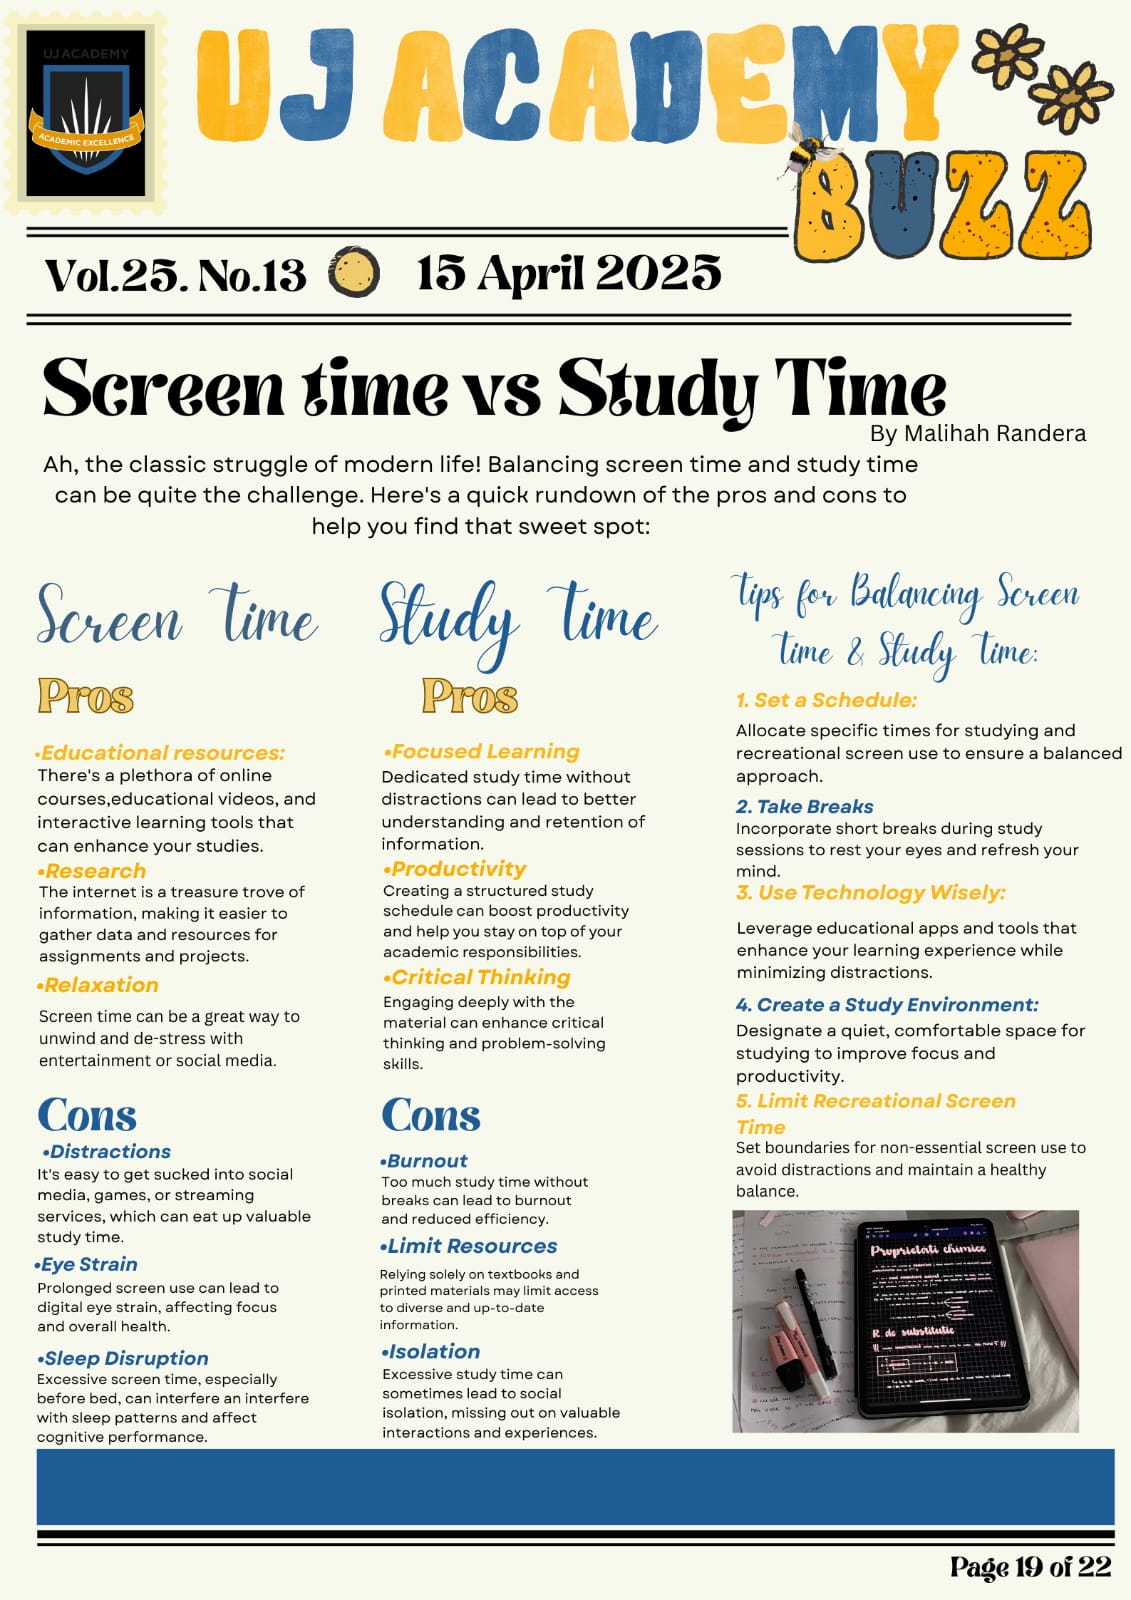 UJ ACADEMY
ACADEMIC EXCELLENCE
UJ ACADEMY
BUZZ
Vol.25. No.13
15 April 2025
Screen time vs Study Time
By Malihah Randera
Ah, the classic struggle of modern life! Balancing screen time and study time
can be quite the challenge. Here's a quick rundown of the pros and cons to
help you find that sweet spot:
Screen Time
Pros
•Educational resources:
There's a plethora of online
courses,educational videos, and
interactive learning tools that
can enhance your studies.
•Research
The internet is a treasure trove of
information, making it easier to
gather data and resources for
assignments and projects.
•Relaxation
Screen time can be a great way to
unwind and de-stress with
entertainment or social media.
Cons
•Distractions
It's easy to get sucked into social
media, games, or streaming
services, which can eat up valuable
study time.
•Eye Strain
Prolonged screen use can lead to
digital eye strain, affecting focus
and overall health.
•Sleep Disruption
Excessive screen time, especially
before bed, can interfere an interfere
with sleep patterns and affect
cognitive performance.
Study Time
Pros
•Focused Learning
Dedicated study time without
distractions can lead to better
understanding and retention of
information.
•Productivity
Creating a structured study
schedule can boost productivity
and help you stay on top of your
academic responsibilities.
•Critical Thinking
Engaging deeply with the
material can enhance critical
thinking and problem-solving
skills.
Cons
•Burnout
Too much study time without
breaks can lead to burnout
and reduced efficiency.
•Limit Resources
Relying solely on textbooks and
printed materials may limit access
to diverse and up-to-date
information.
•Isolation
Excessive study time can
sometimes lead to social
isolation, missing out on valuable
interactions and experiences.
Tips for Balancing Screen
Time & Study Time:
1. Set a Schedule:
Allocate specific times for studying and
recreational screen use to ensure a balanced
approach.
2. Take Breaks
Incorporate short breaks during study
sessions to rest your eyes and refresh your
mind.
3. Use Technology Wisely:
Leverage educational apps and tools that
enhance your learning experience while
minimizing distractions.
4. Create a Study Environment:
Designate a quiet, comfortable space for
studying to improve focus and
productivity.
5. Limit Recreational Screen
Time
Set boundaries for non-essential screen use to
avoid distractions and maintain a healthy
balance.
Proprietati chimice
R. de substitutie
Page 19 of 22